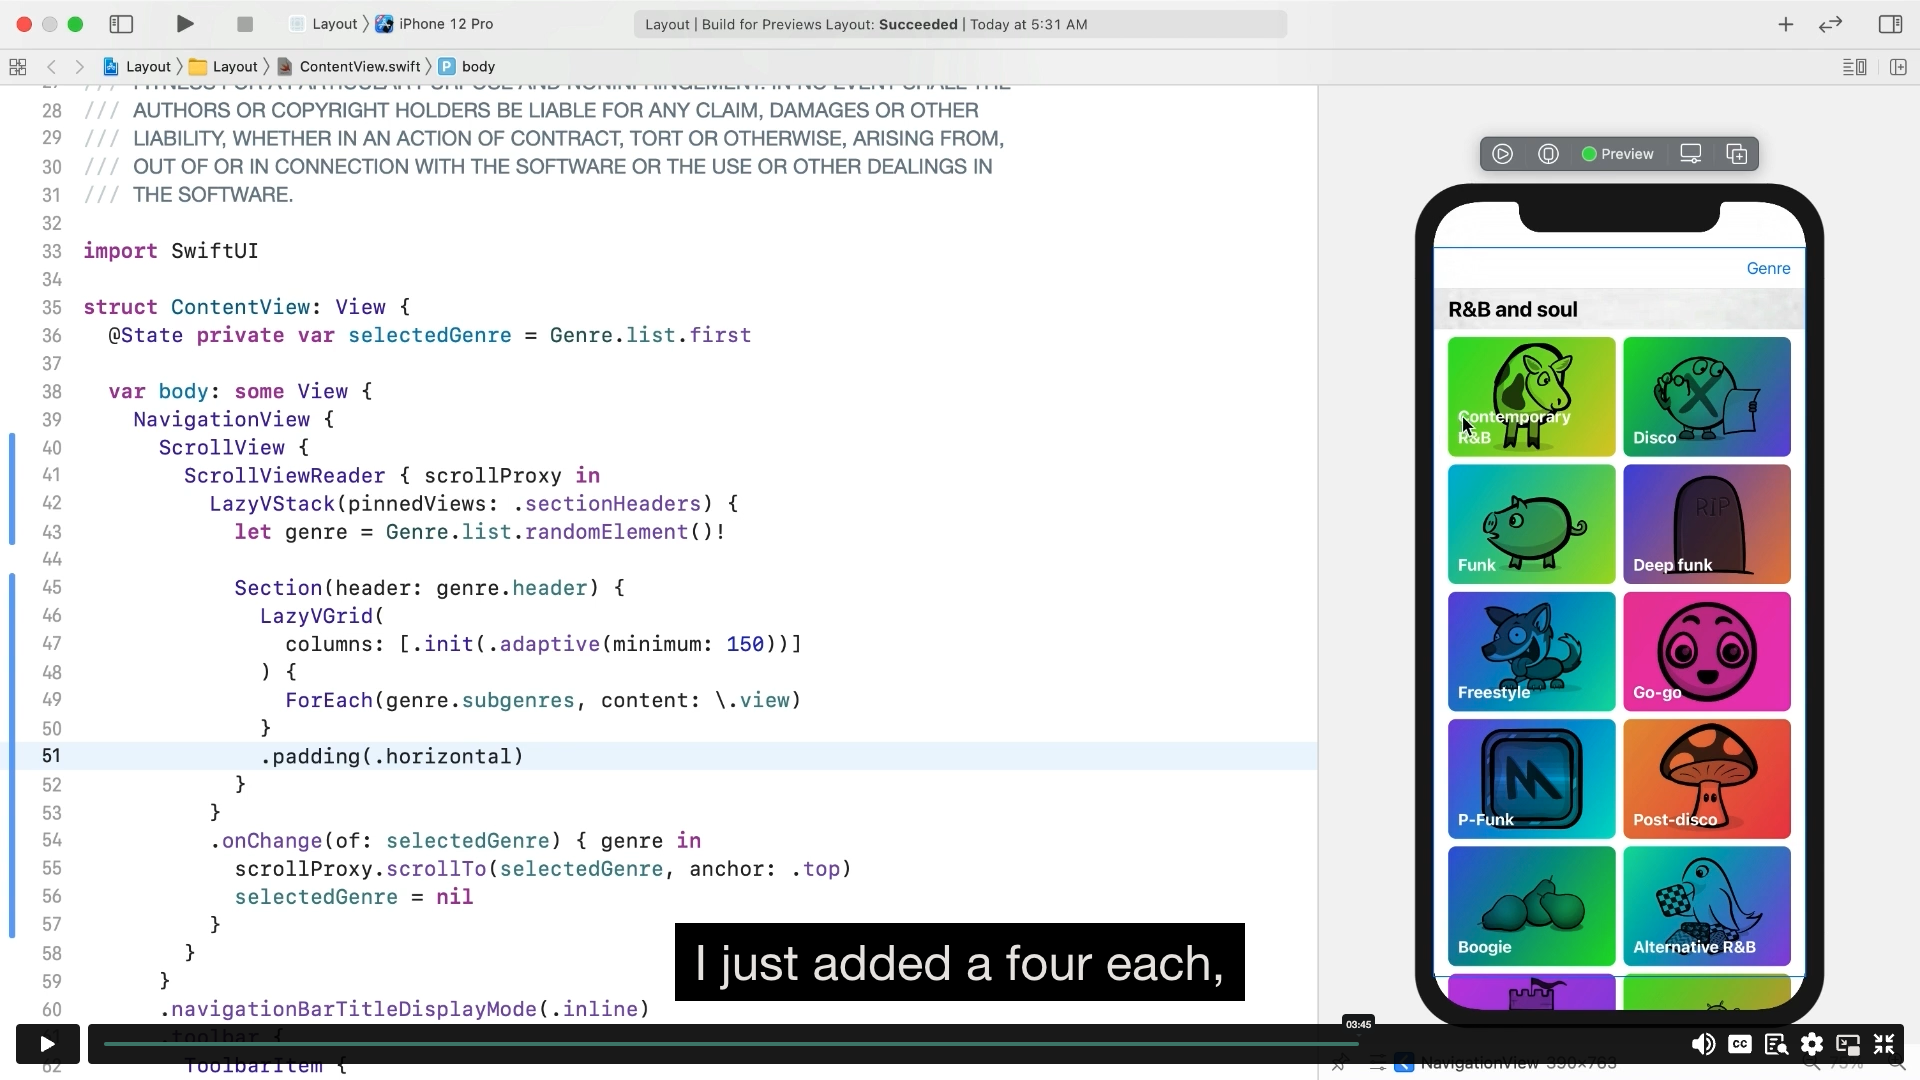 Layout
iPhone 12 Pro
Layout | Build for Previews Layout: Succeeded | Today at 5:31 AM
Layout
Layout
ContentView.swift
P body
28 /// AUTHORS OR COPYRIGHT HOLDERS BE LIABLE FOR ANY CLAIM, DAMAGES OR OTHER
29 /// LIABILITY, WHETHER IN AN ACTION OF CONTRACT, TORT OR OTHERWISE, ARISING FROM,
30 /// OUT OF OR IN CONNECTION WITH THE SOFTWARE OR THE USE OR OTHER DEALINGS IN
31 /// THE SOFTWARE.
32
33 import SwiftUI
34
35 struct ContentView: View {
36 @State private var selectedGenre = Genre.list.first
37
38 var body: some View {
39 NavigationView {
40 ScrollView {
41 ScrollViewReader { scrollProxy in
42 LazyVStack(pinnedViews: .sectionHeaders) {
43 let genre = Genre.list.randomElement()!
44
45 Section(header: genre.header) {
46 LazyVGrid(
47 columns: [.init(.adaptive(minimum: 150))]
48 ) {
49 ForEach(genre.subgenres, content: \.view)
50 }
51 .padding(.horizontal)
52 }
53 }
54 .onChange(of: selectedGenre) { genre in
55 scrollProxy.scrollTo(selectedGenre, anchor: .top)
56 selectedGenre = nil
57 }
58 }
59 }
60 .navigationBarTitleDisplayMode(.inline)
.toolbar {
62 ToolbarItem {
Preview
Genre
R&B and soul
Contemporary
R&B
Disco
Funk
RIP
Deep funk
Freestyle
Go-go
P-Funk
Post-disco
Boogie
Alternative R&B
I just added a four each,
03:45
CC
NavigationView 390×763
75%